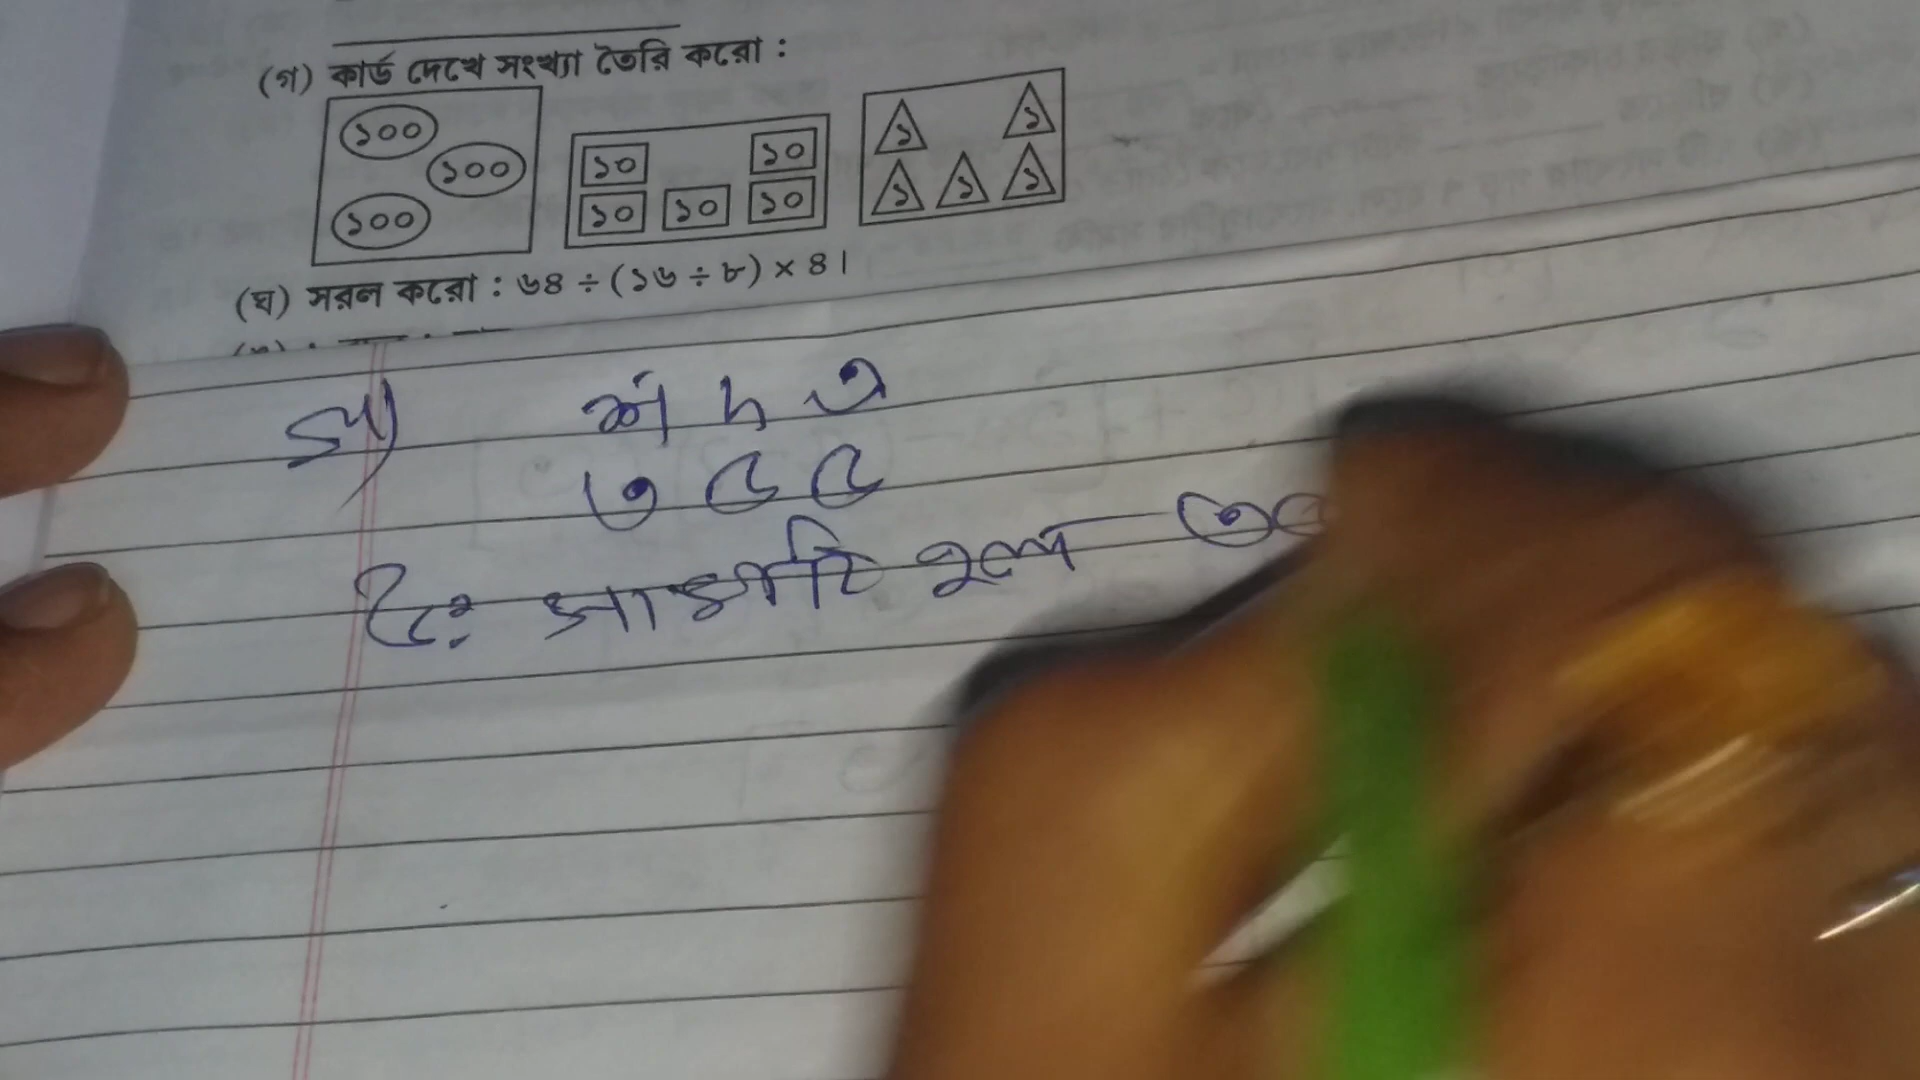 (গ) কার্ড দেখে সংখ্যা তৈরি করো :
১০০
১০০
১০০
১০ ১০
১০ ১০ ১০
১ ১
১ ১ ১
(ঘ) সরল করো : ৬৪ ÷ (১৬ ÷ ৮) × ৪।
গ)
শ দ এ
৩ ৫ ৫
উঃ সংখ্যাটি হল